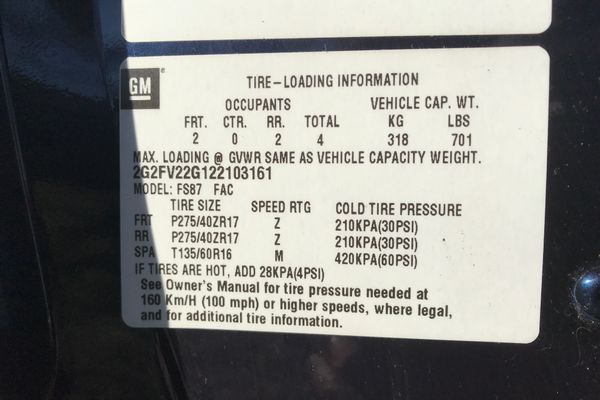 GM
TIRE-LOADING INFORMATION
OCCUPANTS VEHICLE CAP. WT.
FRT. CTR. RR. TOTAL KG LBS
2 0 2 4 318 701
MAX. LOADING @ GVWR SAME AS VEHICLE CAPACITY WEIGHT.
2G2FV22G122103161
MODEL: FS87 FAC
TIRE SIZE SPEED RTG COLD TIRE PRESSURE
FRT P275/40ZR17 Z 210KPA(30PSI)
RR P275/40ZR17 Z 210KPA(30PSI)
SPA T135/60R16 M 420KPA(60PSI)
IF TIRES ARE HOT, ADD 28KPA(4PSI)
See Owner's Manual for tire pressure needed at
160 Km/H (100 mph) or higher speeds, where legal,
and for additional tire information.